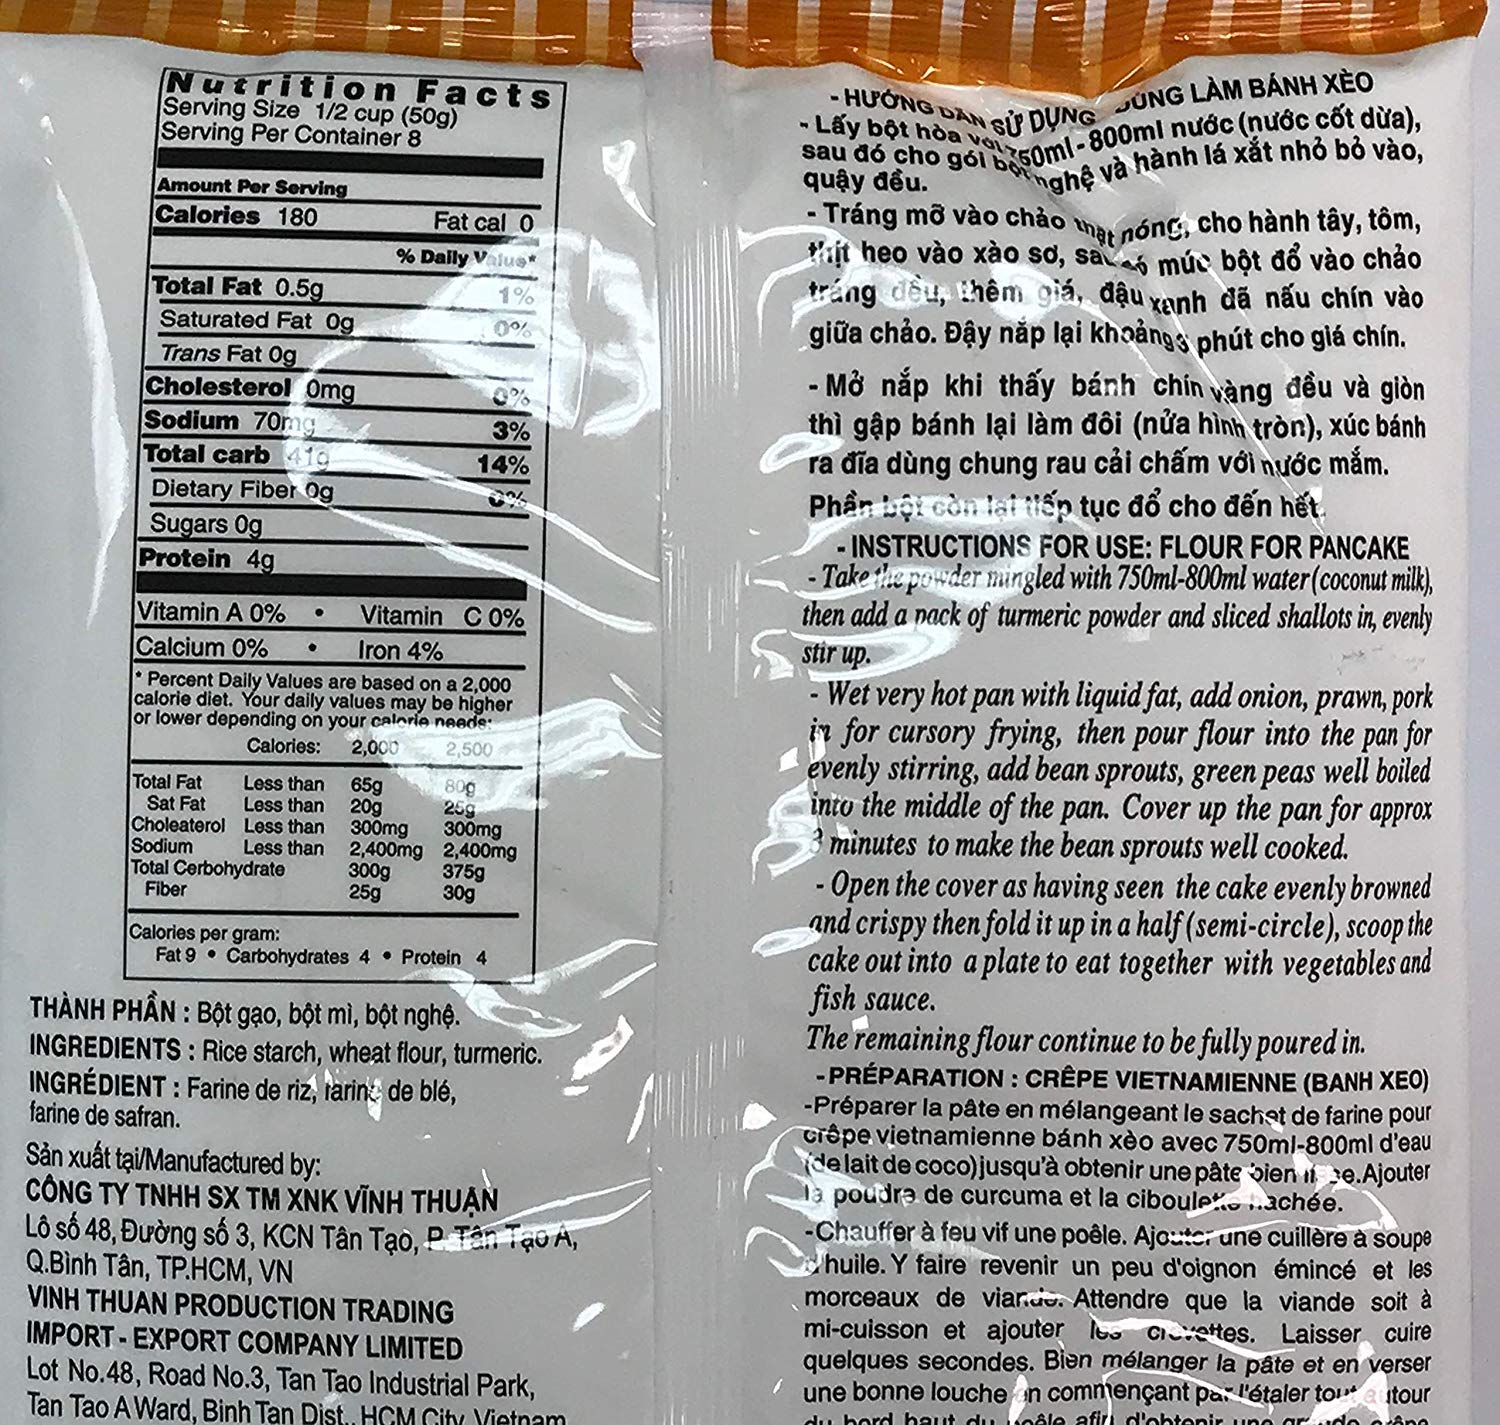 Nutrition Facts
Serving Size 1/2 cup (50g)
Serving Per Container 8
Amount Per Serving
Calories 180 Fat cal 0
% Daily Value*
Total Fat 0.5g 1%
Saturated Fat 0g 0%
Trans Fat 0g
Cholesterol 0mg 0%
Sodium 70mg 3%
Total carb 41g 14%
Dietary Fiber 0g 0%
Sugars 0g
Protein 4g
Vitamin A 0% • Vitamin C 0%
Calcium 0% • Iron 4%
* Percent Daily Values are based on a 2,000
calorie diet. Your daily values may be higher
or lower depending on your calorie needs:
Calories: 2,000 2,500
Total Fat Less than 65g 80g
Sat Fat Less than 20g 25g
Choleaterol Less than 300mg 300mg
Sodium Less than 2,400mg 2,400mg
Total Cerbohydrate 300g 375g
Fiber 25g 30g
Calories per gram:
Fat 9 • Carbohydrates 4 • Protein 4
THÀNH PHẦN : Bột gạo, bột mì, bột nghệ.
INGREDIENTS : Rice starch, wheat flour, turmeric.
INGRÉDIENT : Farine de riz, farine de blé,
farine de safran.
Sản xuất tại/Manufactured by:
CÔNG TY TNHH SX TM XNK VĨNH THUẬN
Lô số 48, Đường số 3, KCN Tân Tạo, P. Tân Tạo A,
Q.Bình Tân, TP.HCM, VN
VINH THUAN PRODUCTION TRADING
IMPORT - EXPORT COMPANY LIMITED
Lot No.48, Road No.3, Tan Tao Industrial Park,
Tan Tao A Ward, Binh Tan Dist., HCM City, Vietnam
- HƯỚNG DẪN SỬ DỤNG DÙNG LÀM BÁNH XÈO
- Lấy bột hòa với 750ml-800ml nước (nước cốt dừa),
sau đó cho gói bột nghệ và hành lá xắt nhỏ bỏ vào,
quậy đều.
- Tráng mỡ vào chảo thật nóng, cho hành tây, tôm,
thịt heo vào xào sơ, sau đó múc bột đổ vào chảo
tráng đều, thêm giá, đậu xanh đã nấu chín vào
giữa chảo. Đậy nắp lại khoảng 3 phút cho giá chín.
- Mở nắp khi thấy bánh chín vàng đều và giòn
thì gập bánh lại làm đôi (nửa hình tròn), xúc bánh
ra đĩa dùng chung rau cải chấm với nước mắm.
Phần bột còn lại tiếp tục đổ cho đến hết.
- INSTRUCTIONS FOR USE: FLOUR FOR PANCAKE
- Take the powder mingled with 750ml-800ml water (coconut milk),
then add a pack of turmeric powder and sliced shallots in, evenly
stir up.
- Wet very hot pan with liquid fat, add onion, prawn, pork
in for cursory frying, then pour flour into the pan for
evenly stirring, add bean sprouts, green peas well boiled
into the middle of the pan. Cover up the pan for approx
3 minutes to make the bean sprouts well cooked.
- Open the cover as having seen the cake evenly browned
and crispy then fold it up in a half (semi-circle), scoop the
cake out into a plate to eat together with vegetables and
fish sauce.
The remaining flour continue to be fully poured in.
-PRÉPARATION : CRÊPE VIETNAMIENNE (BANH XEO)
-Préparer la pâte en mélangeant le sachet de farine pour
crêpe vietnamienne bánh xèo avec 750ml-800ml d'eau
(de lait de coco) jusqu'à obtenir une pâte bien lisse.Ajouter
la poudre de curcuma et la ciboulette hachée.
-Chauffer à feu vif une poêle. Ajouter une cuillère à soupe
d'huile. Y faire revenir un peu d'oignon émincé et les
morceaux de viande. Attendre que la viande soit à
mi-cuisson et ajouter les crevettes. Laisser cuire
quelques secondes. Bien mélanger la pâte et en verser
une bonne louche en commençant par l'étaler tout autour
du bord haut du poêle afin d'obtenir une grande crêpe